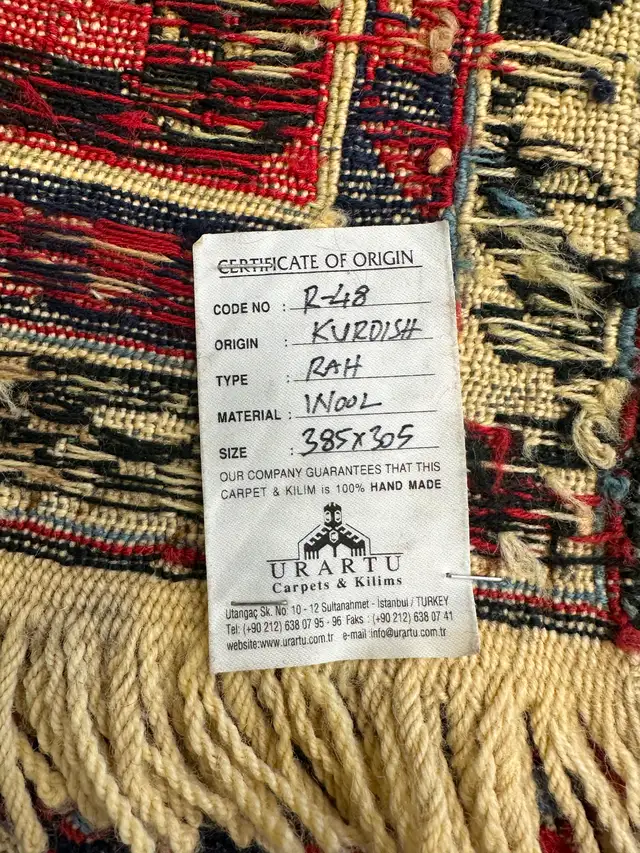 CERTIFICATE OF ORIGIN
CODE NO : R-48
ORIGIN : KURDISH
TYPE : RAH
MATERIAL : WOOL
SIZE : 385x305
OUR COMPANY GUARANTEES THAT THIS
CARPET & KILIM is 100% HAND MADE
URARTU
Carpets & Kilims
Utangaç Sk. No: 10 - 12 Sultanahmet - İstanbul / TURKEY
Tel: (+90 212) 638 07 95 - 96 Faks : (+90 212) 638 07 41
website:www.urartu.com.tr e-mail:info@urartu.com.tr